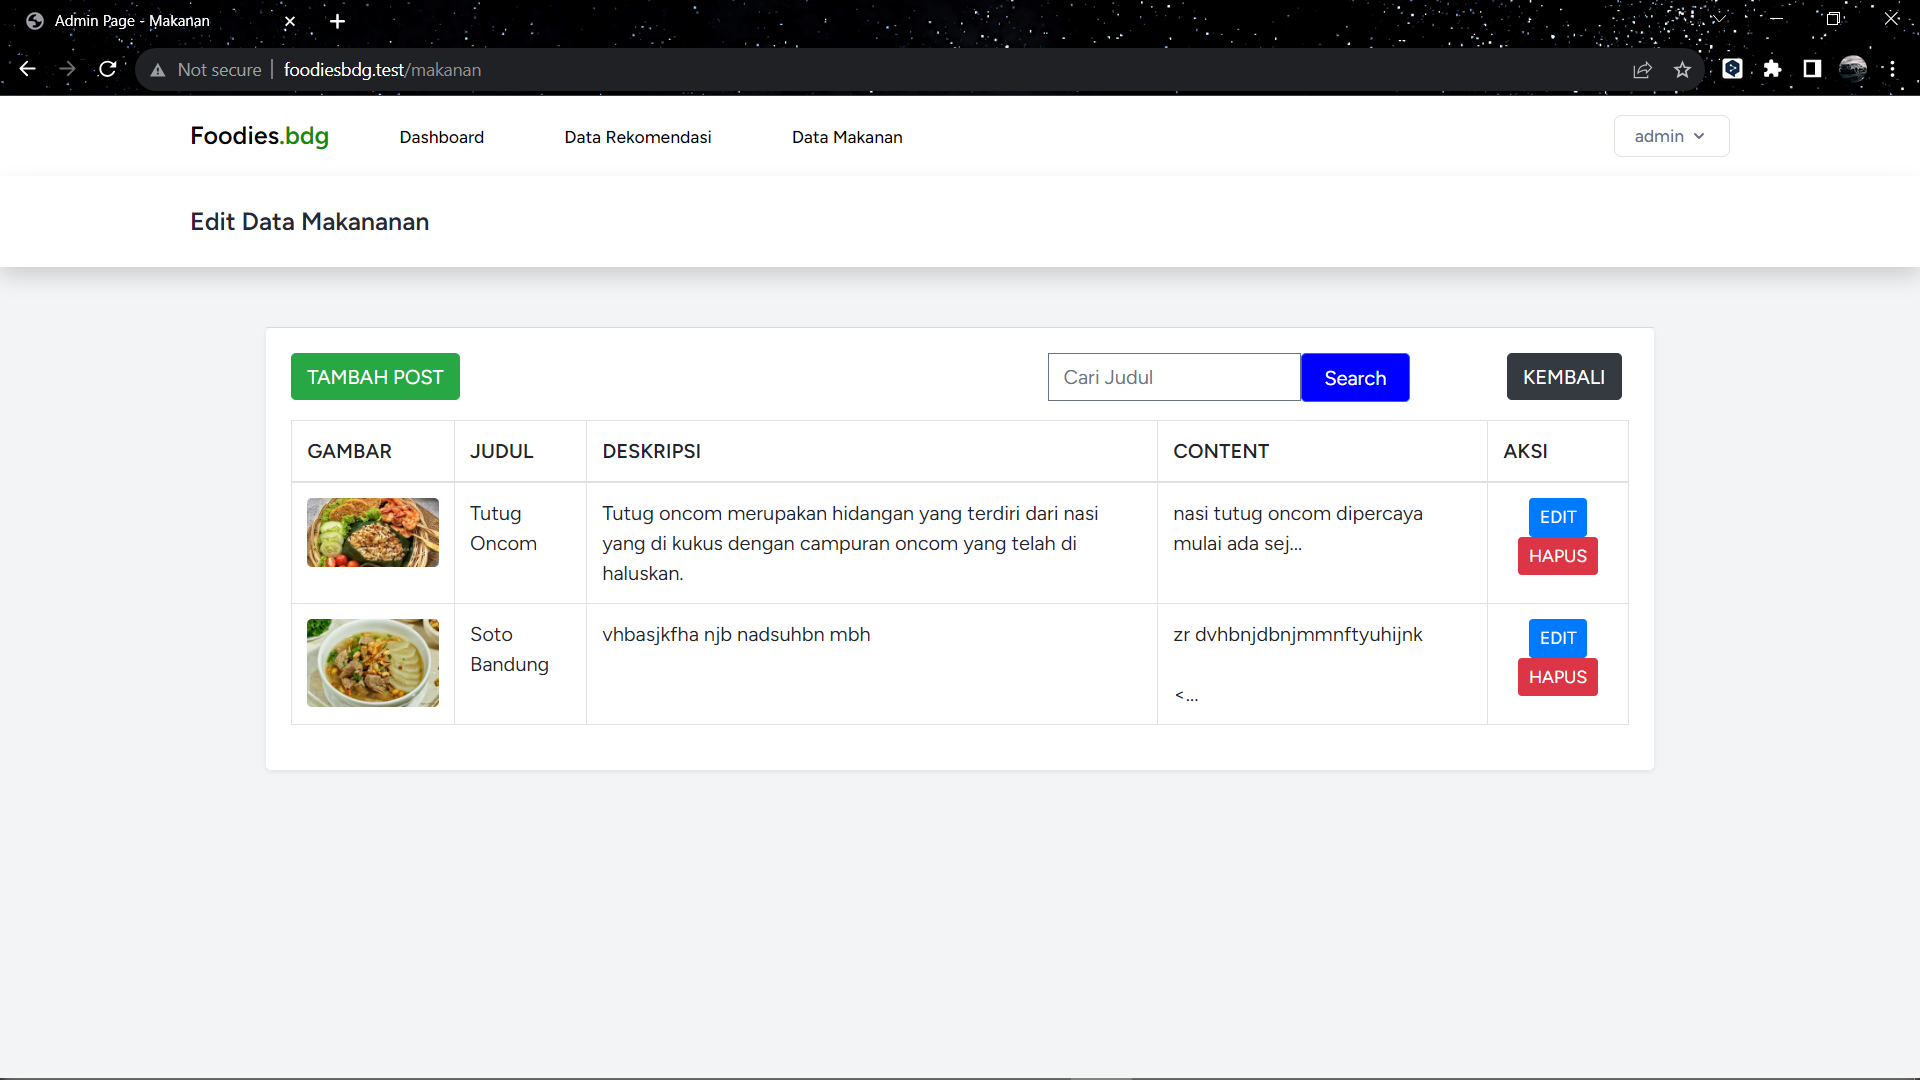 Admin Page - Makanan
Not secure
foodiesbdg.test/makanan
Foodies.bdg
Dashboard
Data Rekomendasi
Data Makanan
admin
Edit Data Makananan
TAMBAH POST
Cari Judul
Search
KEMBALI
GAMBAR
JUDUL
DESKRIPSI
CONTENT
AKSI
Tutug
Oncom
Tutug oncom merupakan hidangan yang terdiri dari nasi
yang di kukus dengan campuran oncom yang telah di
haluskan.
nasi tutug oncom dipercaya
mulai ada sej...
EDIT
HAPUS
Soto
Bandung
vhbasjkfha njb nadsuhbn mbh
zr dvhbnjdbnjmmnftyuhijnk
<...
EDIT
HAPUS